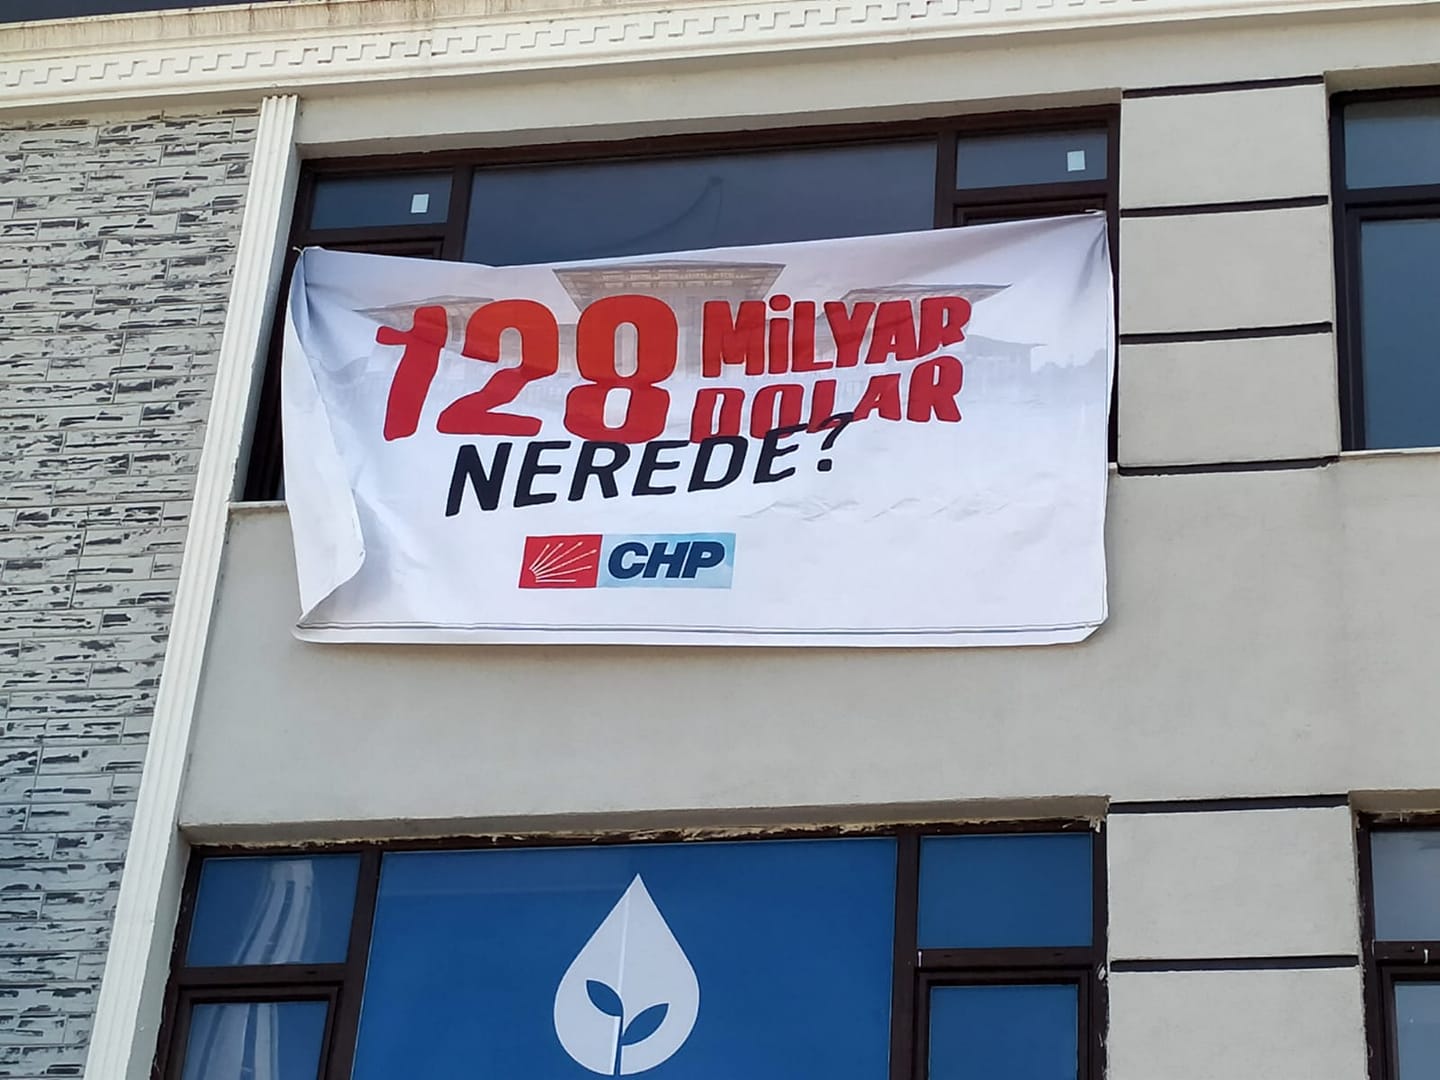 128 MİLYAR
DOLAR
NEREDE?
CHP